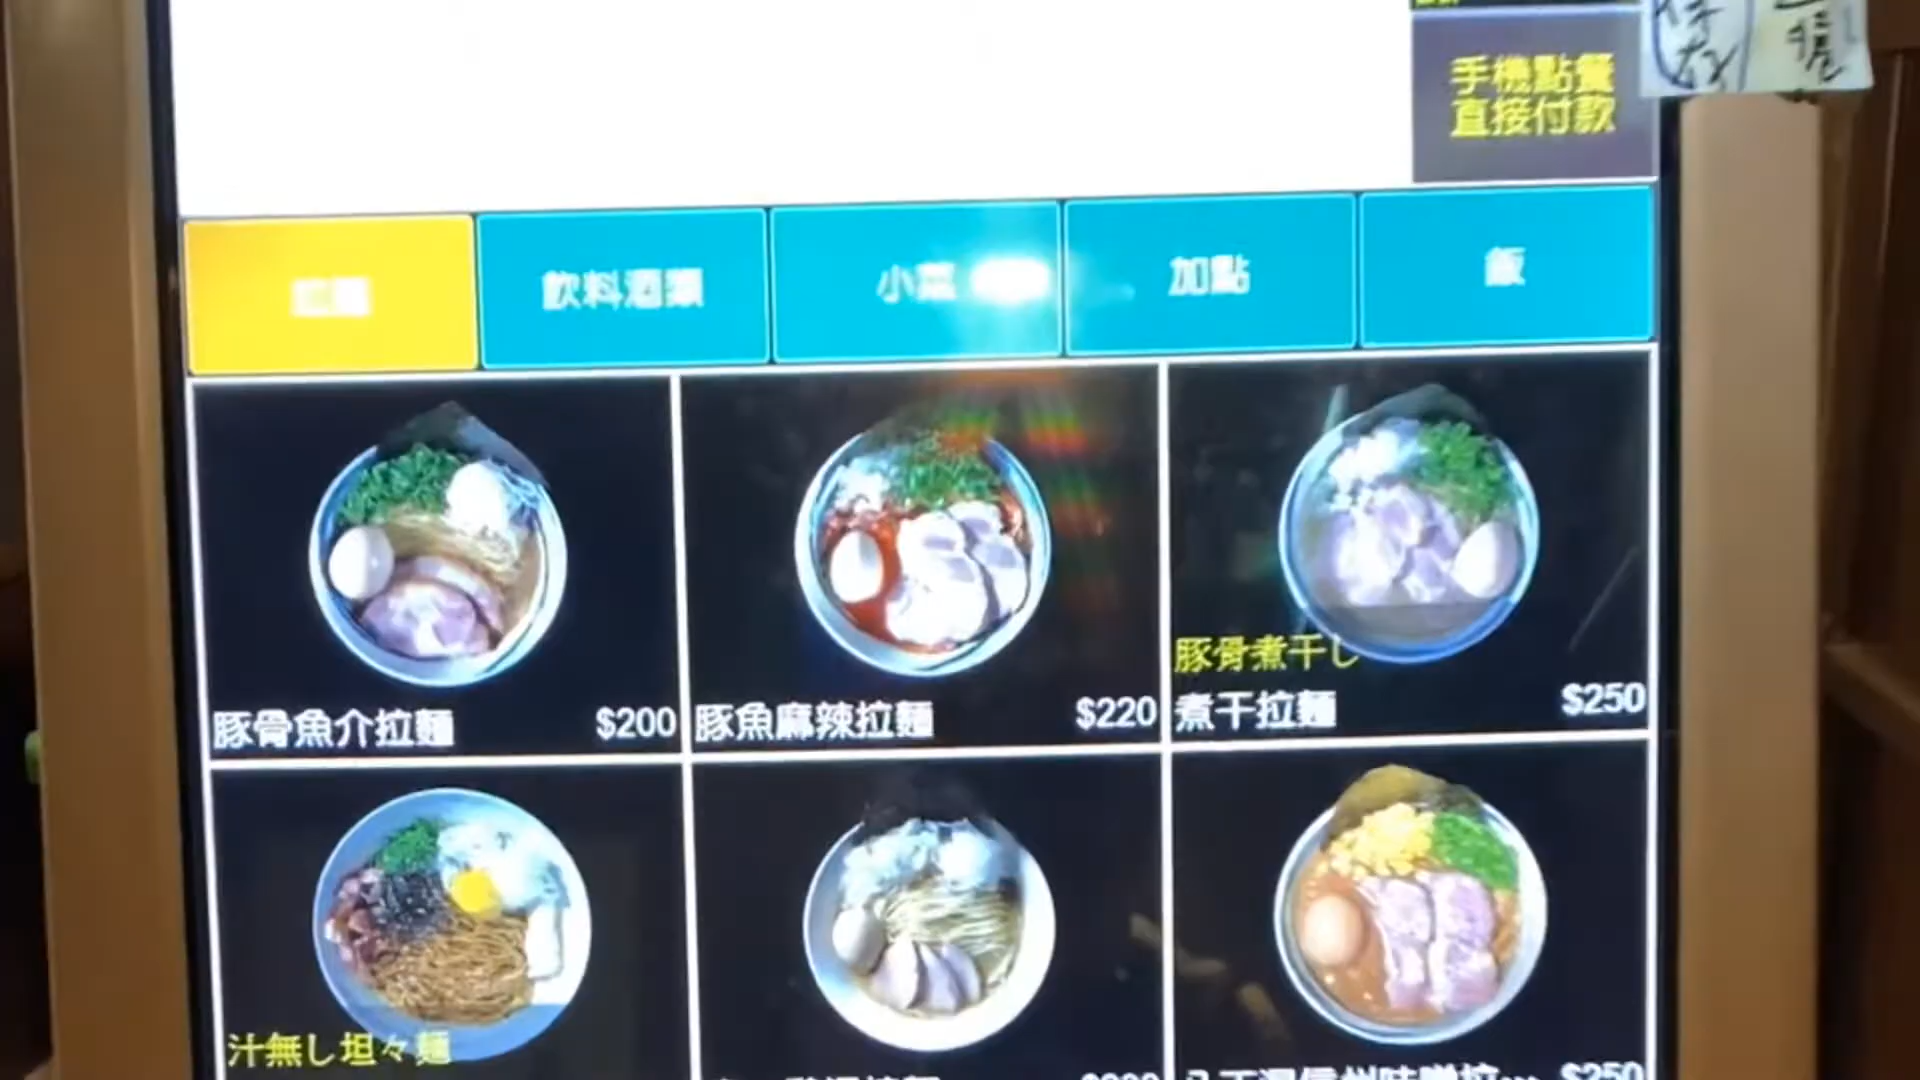 手機點餐
直接付款
飲料酒類
小菜
加點
飯
豚骨魚介拉麵 $200
豚魚麻辣拉麵 $220
豚骨煮干し
煮干拉麵 $250
汁無し坦々麺
$250